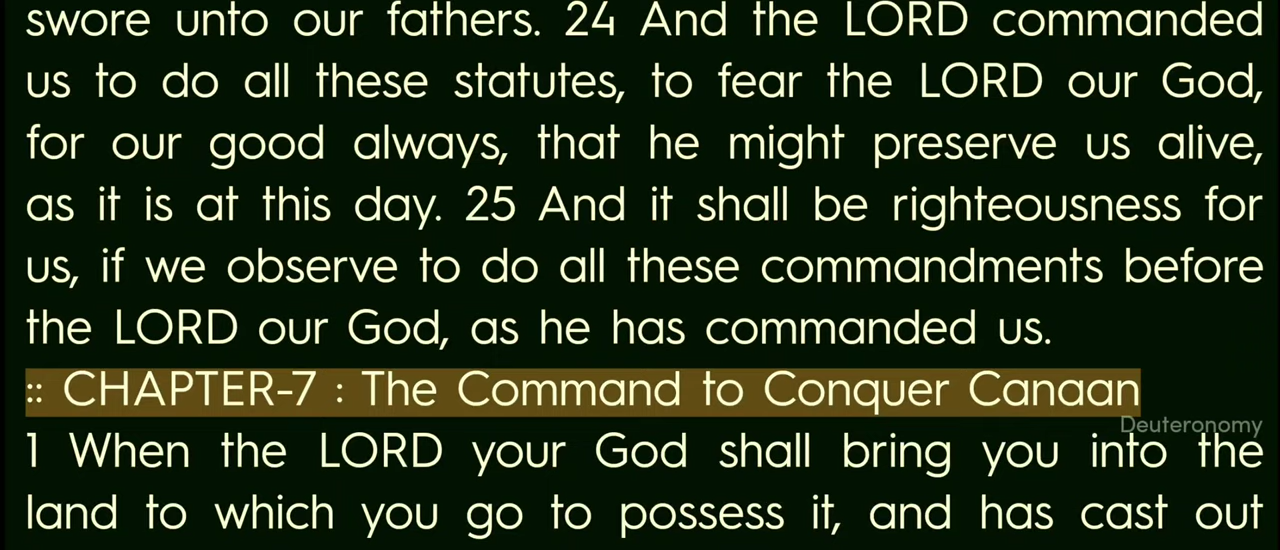 swore unto our fathers. 24 And the LORD commanded
us to do all these statutes, to fear the LORD our God,
for our good always, that he might preserve us alive,
as it is at this day. 25 And it shall be righteousness for
us, if we observe to do all these commandments before
the LORD our God, as he has commanded us.
:: CHAPTER-7 : The Command to Conquer Canaan
Deuteronomy
1 When the LORD your God shall bring you into the
land to which you go to possess it, and has cast out